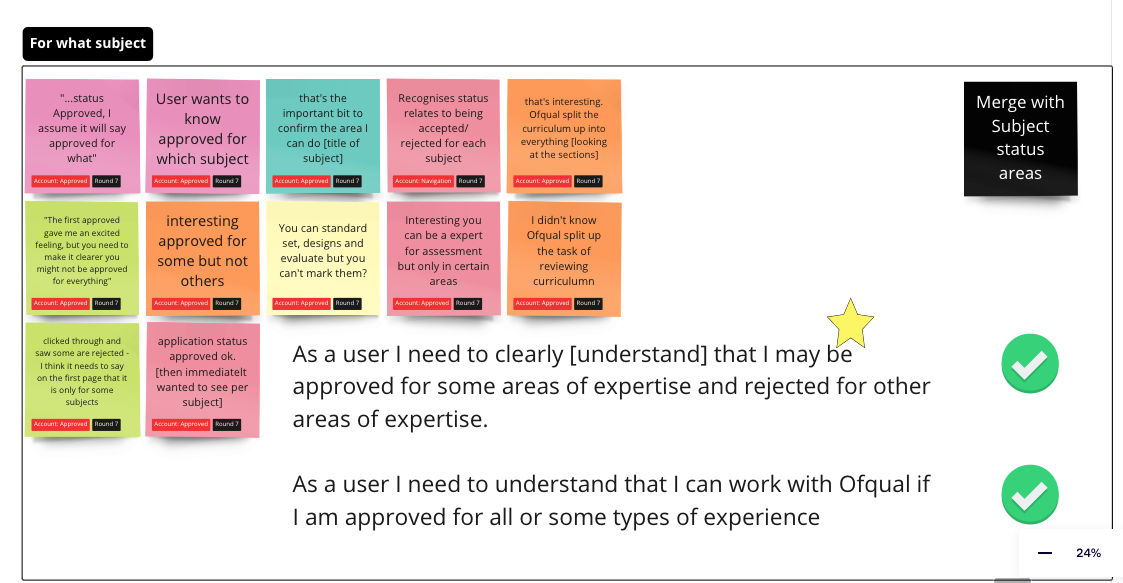 For what subject
"...status
Approved, I
assume it will say
approved for
what"
Account: Approved Round 7
User wants to
know
approved for
which subject
Account: Approved Round 7
that's the
important bit to
confirm the area I
can do [title of
subject]
Account: Approved Round 7
Recognises status
relates to being
accepted/
rejected for each
subject
Account: Navigation Round 7
that's interesting.
Ofqual split the
curriculum up into
everything [looking
at the sections]
Account: Approved Round 7
Merge with
Subject
status
areas
"The first approved
gave me an excited
feeling, but you need to
make it clearer you
might not be approved
for everything"
Account: Approved Round 7
interesting
approved for
some but not
others
Account: Approved Round 7
You can standard
set, designs and
evaluate but you
can't mark them?
Account: Approved Round 7
Interesting you
can be a expert
for assessment
but only in certain
areas
Account: Approved Round 7
I didn't know
Ofqual split up
the task of
reviewing
curriculumn
Account: Approved Round 7
clicked through and
saw some are rejected -
I think it needs to say
on the first page that it
is only for some
subjects
Account: Approved Round 7
application status
approved ok.
[then immediatelt
wanted to see per
subject]
Account: Approved Round 7
As a user I need to clearly [understand] that I may be
approved for some areas of expertise and rejected for other
areas of expertise.
As a user I need to understand that I can work with Ofqual if
I am approved for all or some types of experience
24%